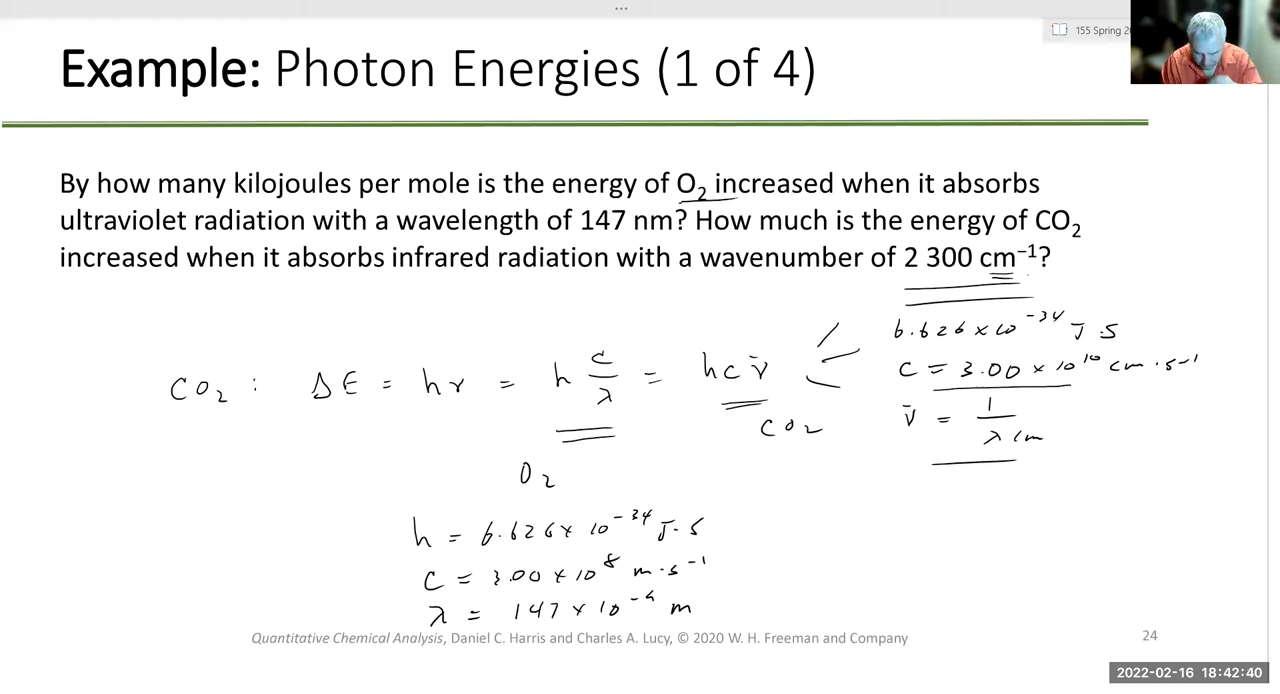 155 Spring 20
Example: Photon Energies (1 of 4)
By how many kilojoules per mole is the energy of O₂ increased when it absorbs
ultraviolet radiation with a wavelength of 147 nm? How much is the energy of CO₂
increased when it absorbs infrared radiation with a wavenumber of 2 300 cm⁻¹?
6.626 × 10⁻³⁴ J·s
c = 3.00 × 10¹⁰ cm·s⁻¹
CO₂ : ΔE = hν = h c/λ = hcν̄
ν̄ = 1/λ cm
CO₂
O₂
h = 6.626 × 10⁻³⁴ J·s
c = 3.00 × 10⁸ m·s⁻¹
λ = 147 × 10⁻⁹ m
Quantitative Chemical Analysis, Daniel C. Harris and Charles A. Lucy, © 2020 W. H. Freeman and Company
24
2022-02-16 18:42:40